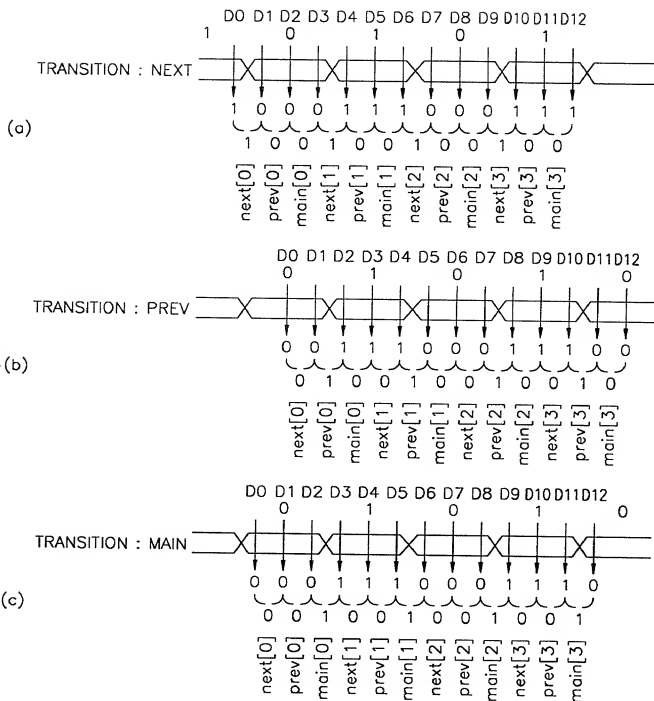 D0 D1 D2 D3 D4 D5 D6 D7 D8 D9 D10 D11 D12
1 0 1 0 1
TRANSITION : NEXT
1 0 0 0 1 1 1 0 0 0 1 1 1
(a)
1 0 0 1 0 0 1 0 0 1 0 0
next[0] prev[0] main[0] next[1] prev[1] main[1] next[2] prev[2] main[2] next[3] prev[3] main[3]
D0 D1 D2 D3 D4 D5 D6 D7 D8 D9 D10 D11 D12
0 1 0 1 0
TRANSITION : PREV
0 0 1 1 1 0 0 0 1 1 1 0 0
(b)
0 1 0 0 1 0 0 1 0 0 1 0
next[0] prev[0] main[0] next[1] prev[1] main[1] next[2] prev[2] main[2] next[3] prev[3] main[3]
D0 D1 D2 D3 D4 D5 D6 D7 D8 D9 D10 D11 D12
0 1 0 1 0
TRANSITION : MAIN
0 0 0 1 1 1 0 0 0 1 1 1 0
(c)
0 0 1 0 0 1 0 0 1 0 0 1
next[0] prev[0] main[0] next[1] prev[1] main[1] next[2] prev[2] main[2] next[3] prev[3] main[3]